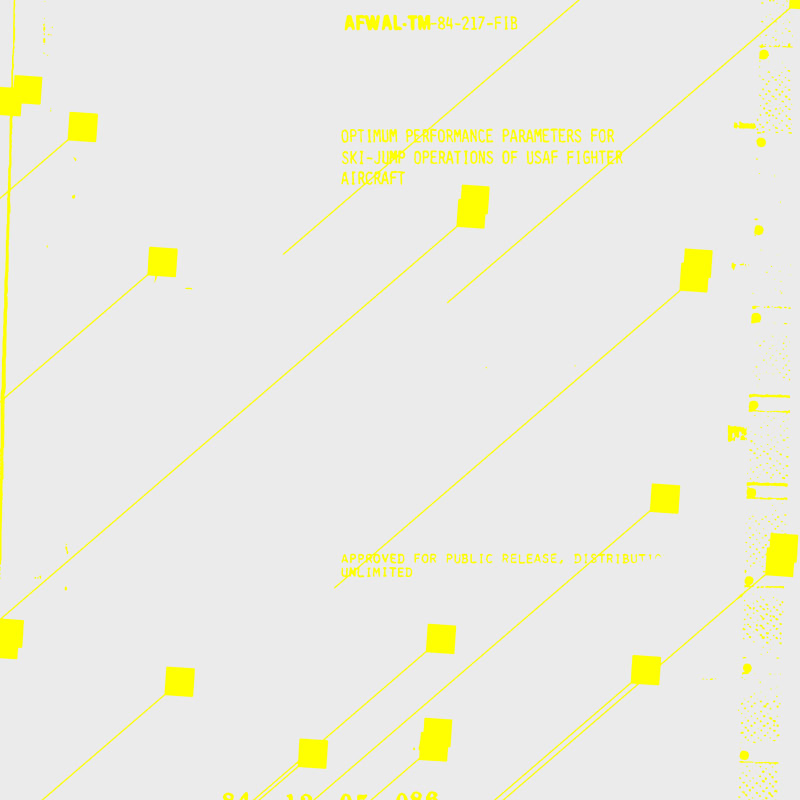 AFWAL-TM-84-217-FIB
OPTIMUM PERFORMANCE PARAMETERS FOR
SKI-JUMP OPERATIONS OF USAF FIGHTER
AIRCRAFT
APPROVED FOR PUBLIC RELEASE.
UNLIMITED